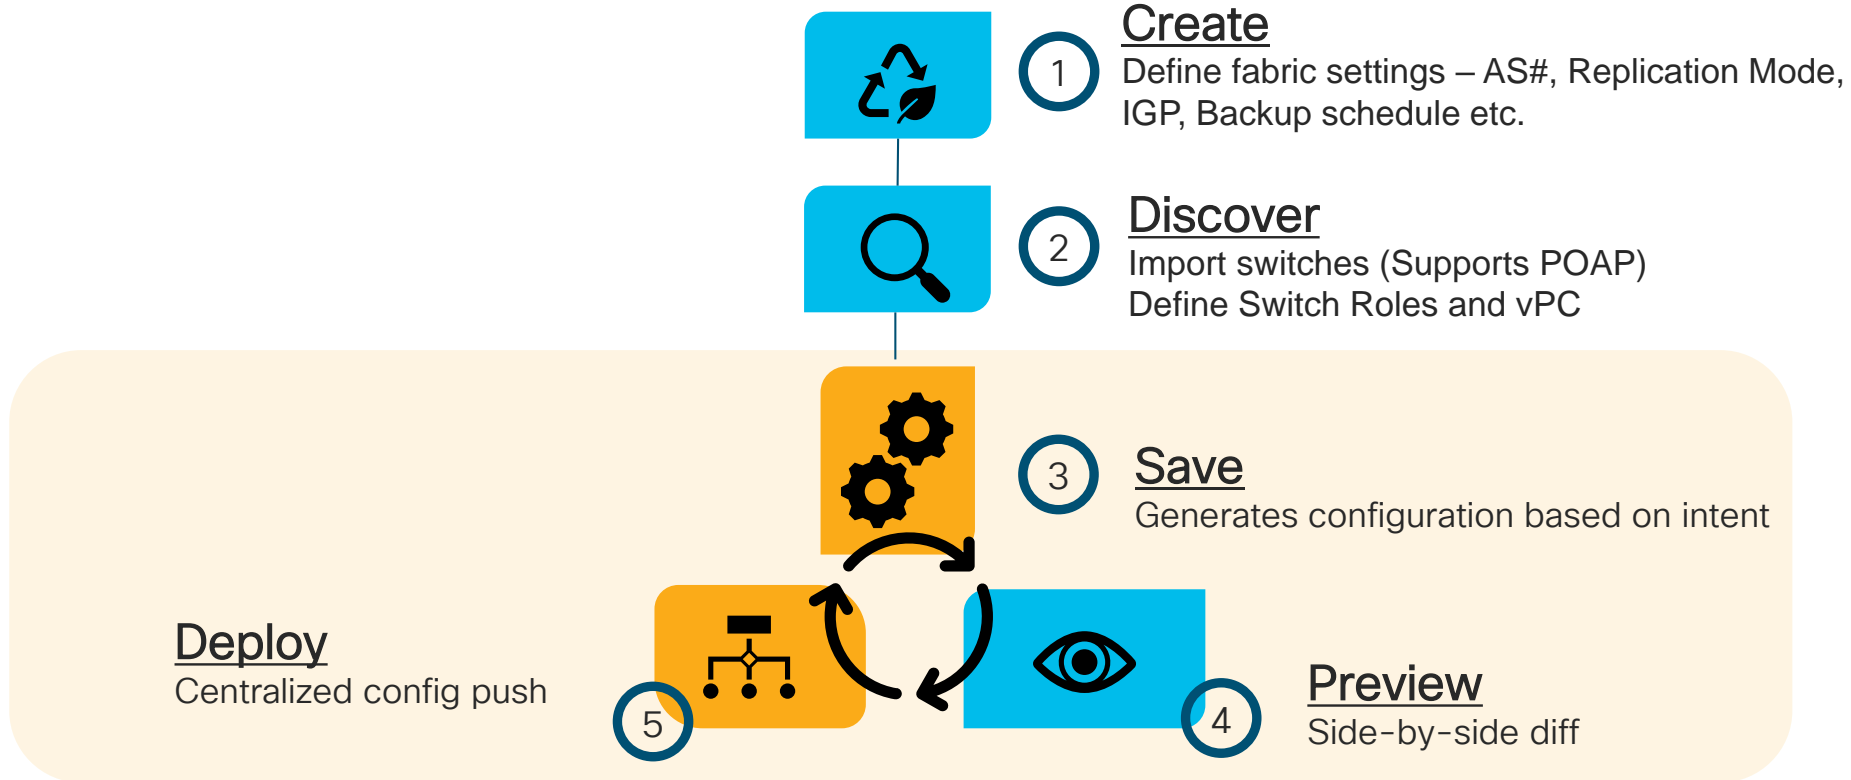 1
Create
Define fabric settings – AS#, Replication Mode,
IGP, Backup schedule etc.
2
Discover
Import switches (Supports POAP)
Define Switch Roles and vPC
3
Save
Generates configuration based on intent
4
Preview
Side-by-side diff
5
Deploy
Centralized config push